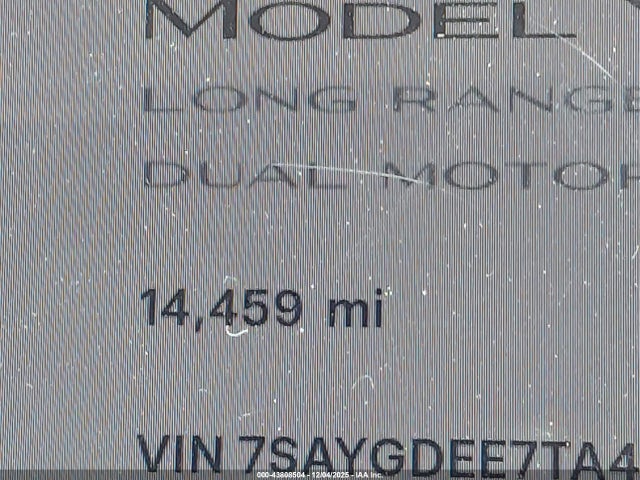 MODEL Y
LONG RANGE
DUAL MOTOR
14,459 mi
VIN 7SAYGDEE7TA4
000-43808504 - 12/04/2025 - IAA Inc.